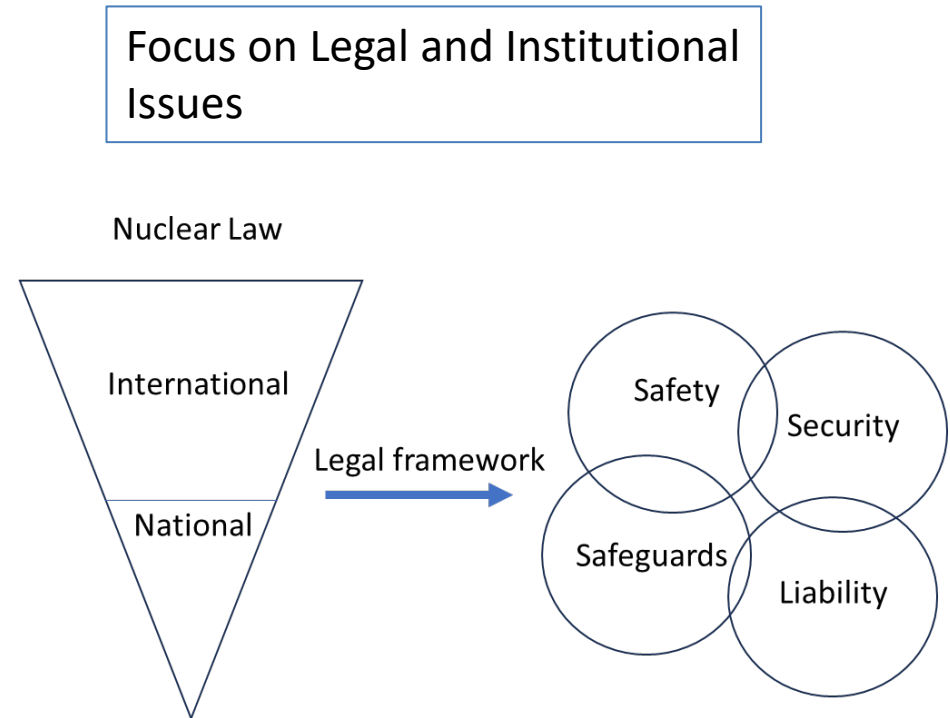 Focus on Legal and Institutional
Issues
Nuclear Law
International
National
Legal framework
Safety
Security
Safeguards
Liability